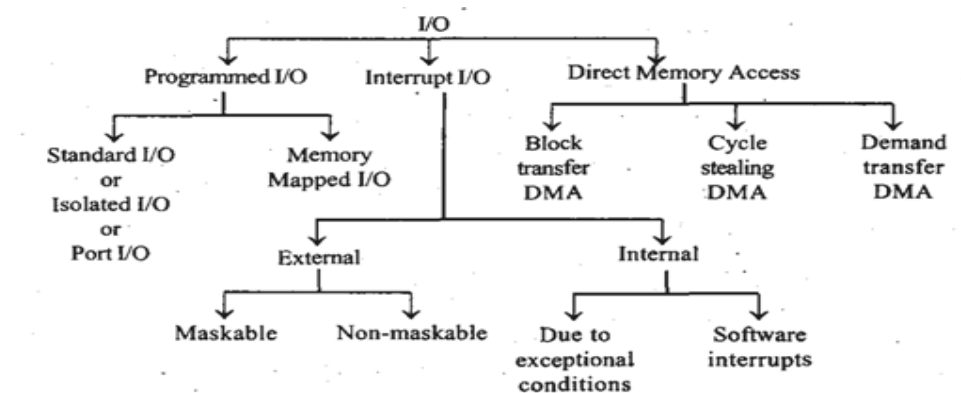 I/O
Programmed I/O
Interrupt I/O
Direct Memory Access
Standard I/O
or
Isolated I/O
or
Port I/O
Memory
Mapped I/O
Block
transfer
DMA
Cycle
stealing
DMA
Demand
transfer
DMA
External
Internal
Maskable
Non-maskable
Due to
exceptional
conditions
Software
interrupts